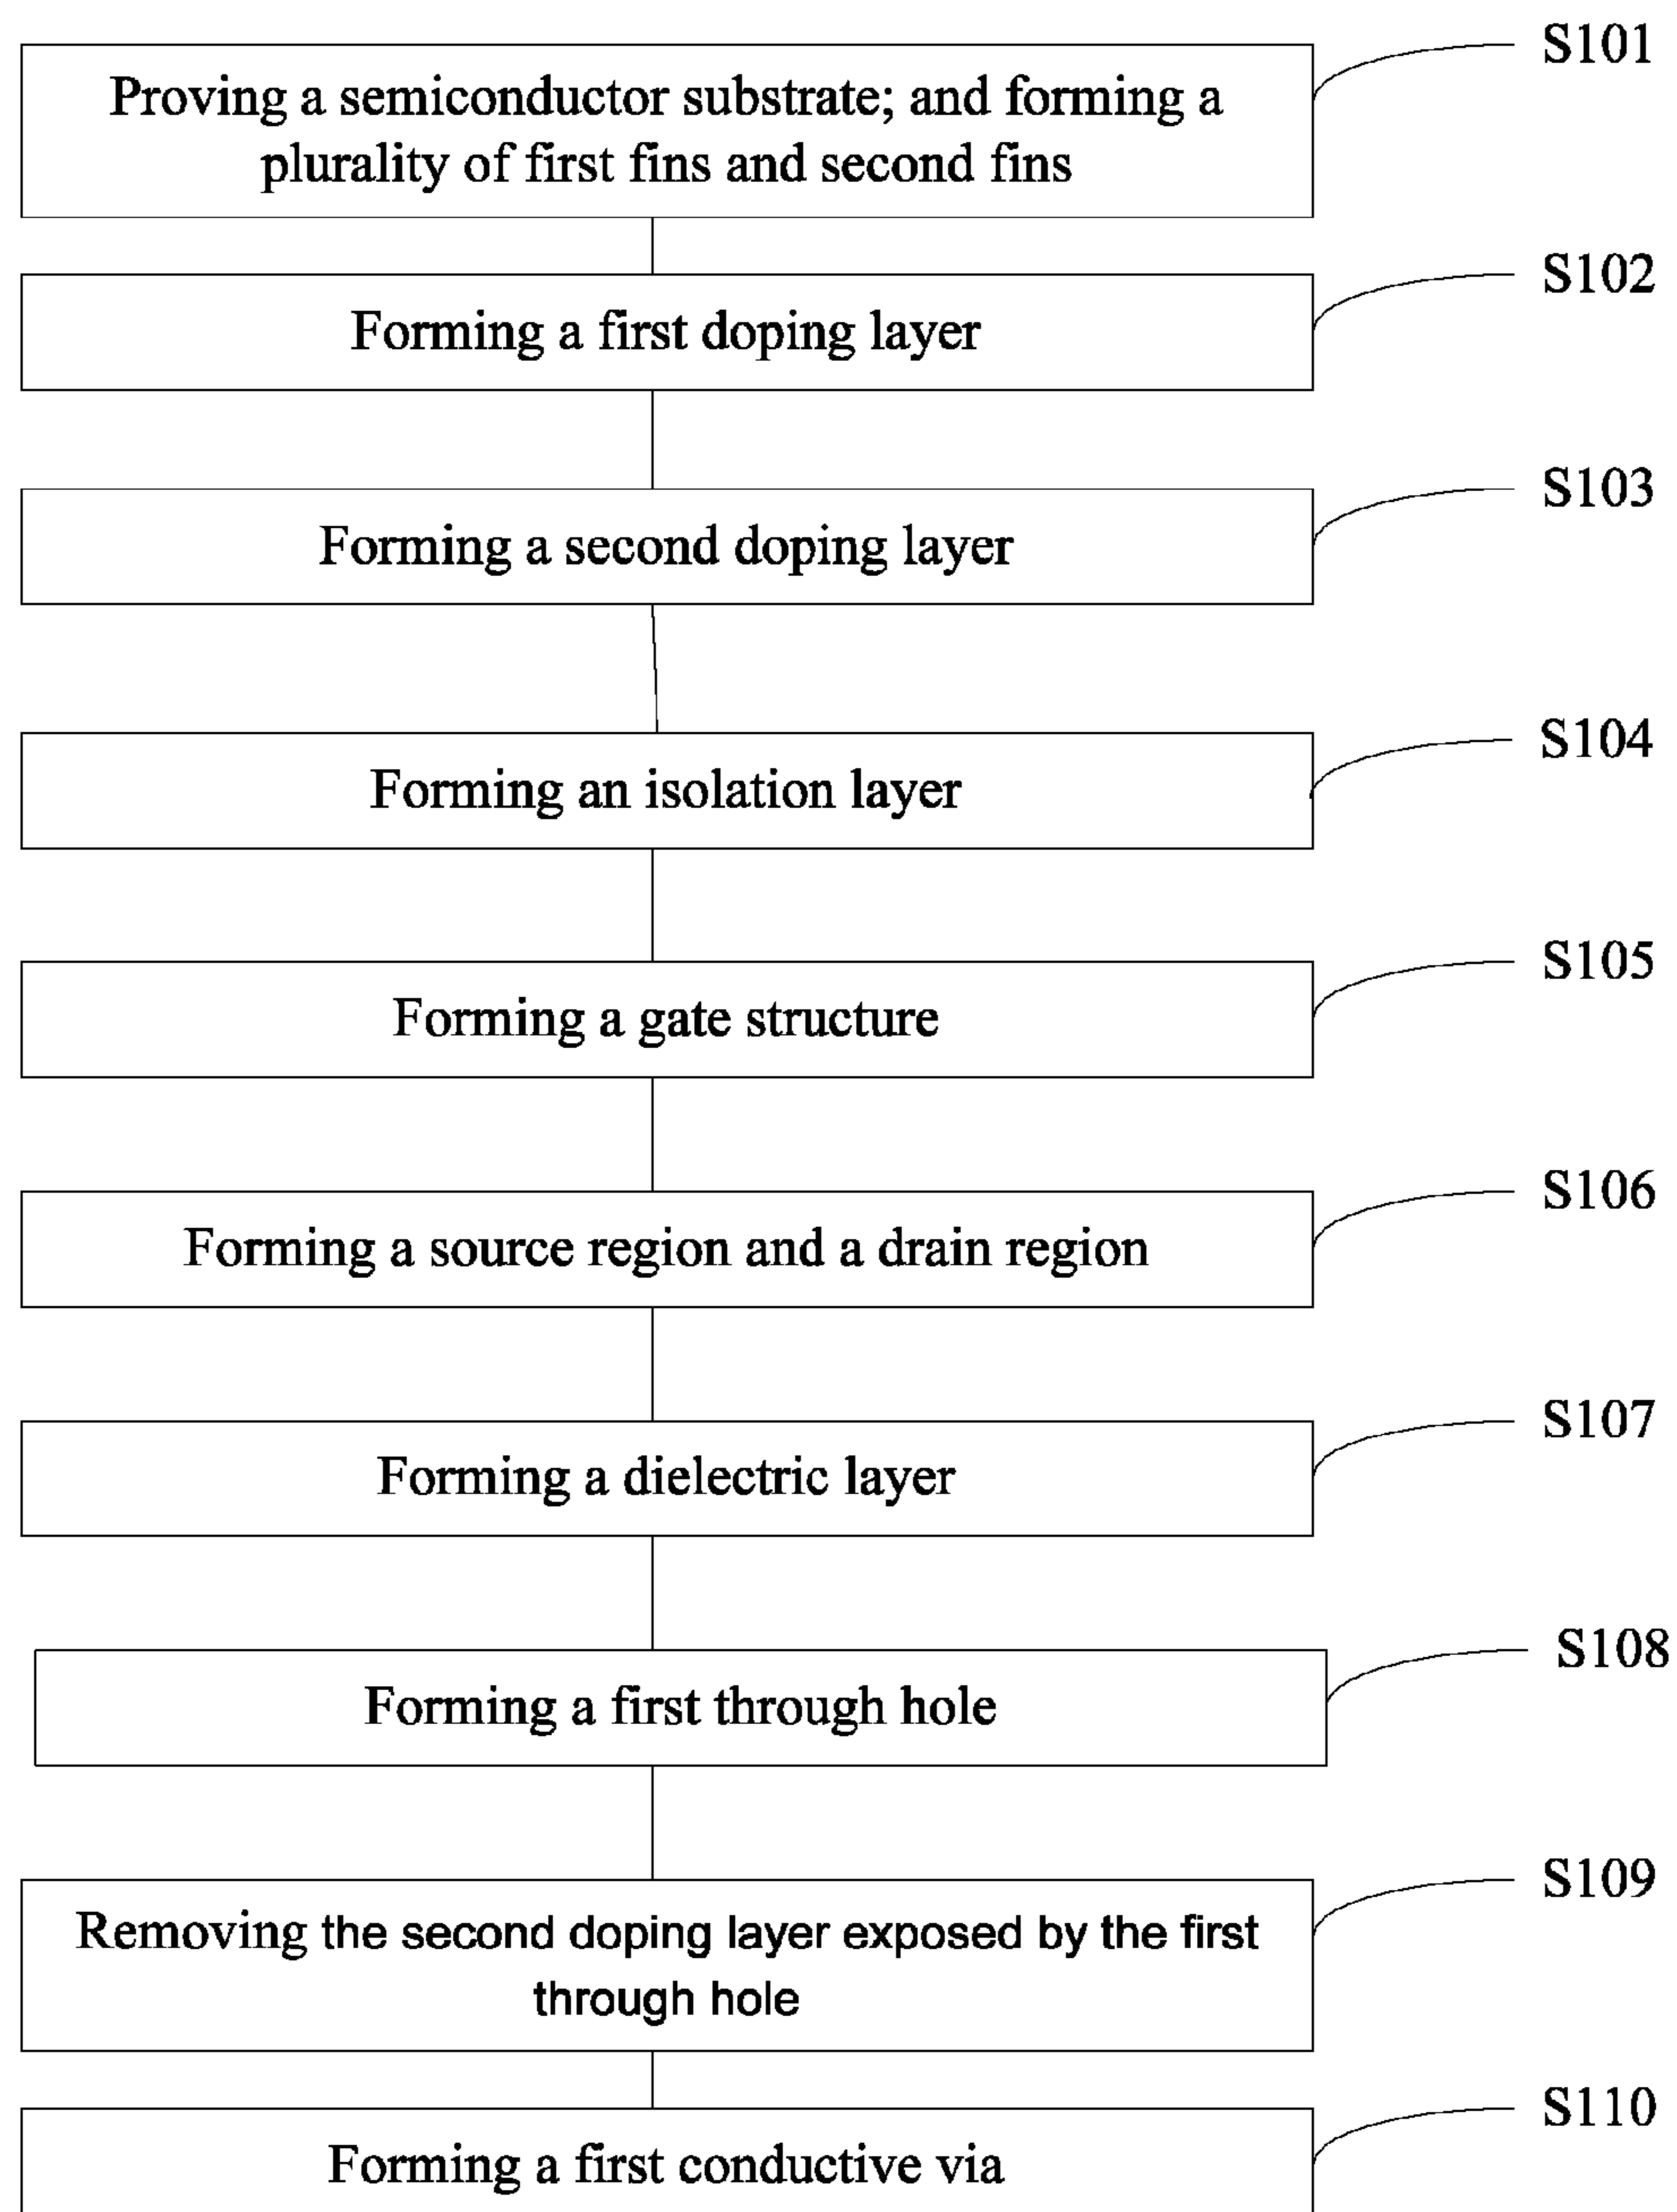 S101
Proving a semiconductor substrate; and forming a
plurality of first fins and second fins
S102
Forming a first doping layer
S103
Forming a second doping layer
S104
Forming an isolation layer
S105
Forming a gate structure
S106
Forming a source region and a drain region
S107
Forming a dielectric layer
S108
Forming a first through hole
S109
Removing the second doping layer exposed by the first
through hole
S110
Forming a first conductive via